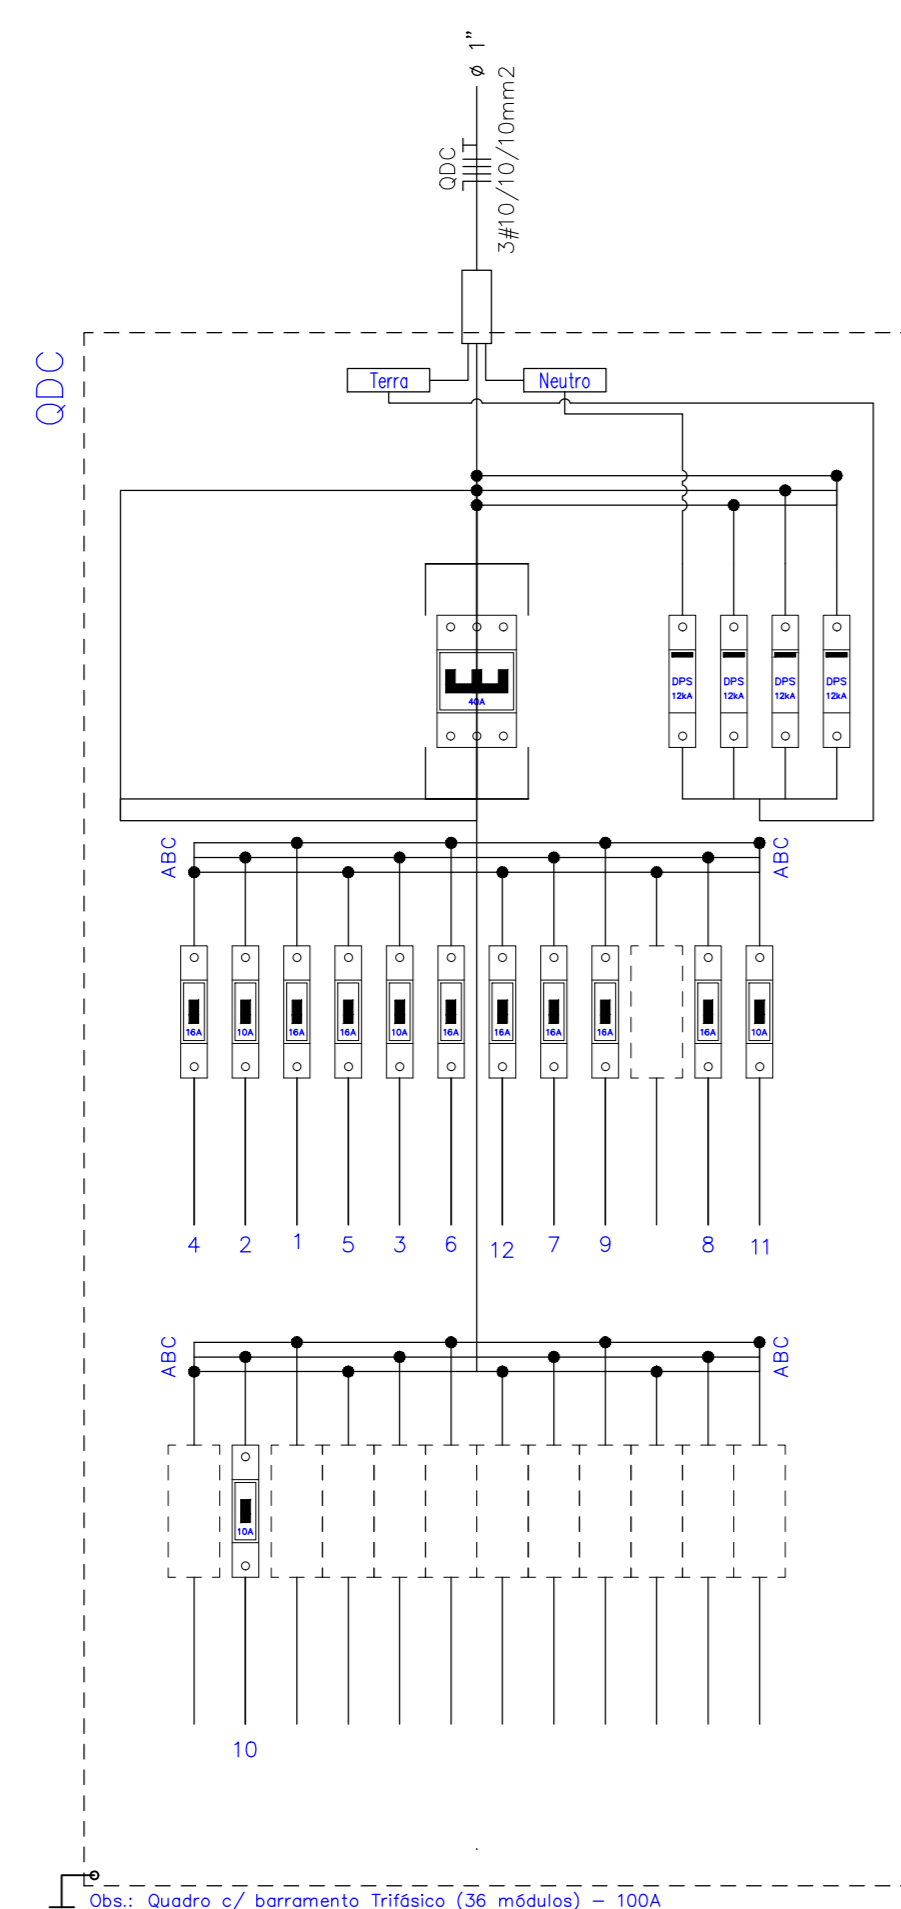 ø 1"
3#10/10/10mm2
QDC
QDC
Terra
Neutro
40A
DPS 12kA
DPS 12kA
DPS 12kA
DPS 12kA
ABC
ABC
16A 10A 16A 16A 10A 16A 16A 16A 16A 16A 10A
4 2 1 5 3 6 12 7 9 8 11
ABC
ABC
10A
10
Obs.: Quadro c/ barramento Trifásico (36 módulos) – 100A